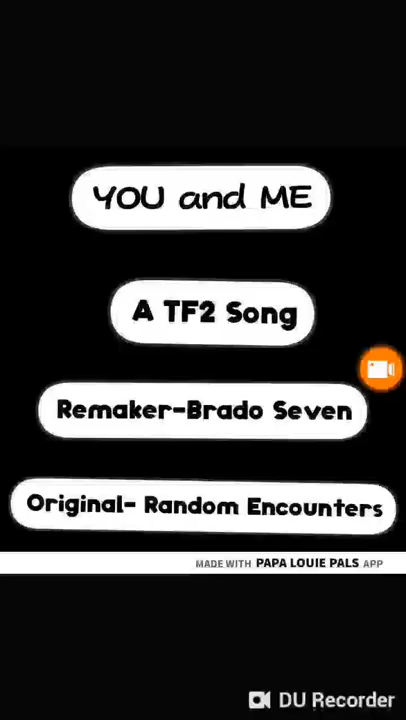 YOU and ME
A TF2 Song
Remaker-Brado Seven
Original- Random Encounters
MADE WITH PAPA LOUIE PALS APP
DU Recorder